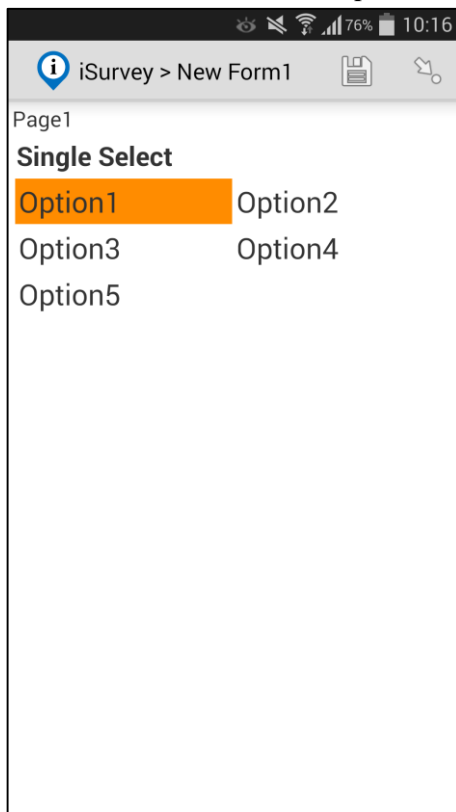 76% 10:16
i iSurvey > New Form1
Page1
Single Select
Option1 Option2
Option3 Option4
Option5